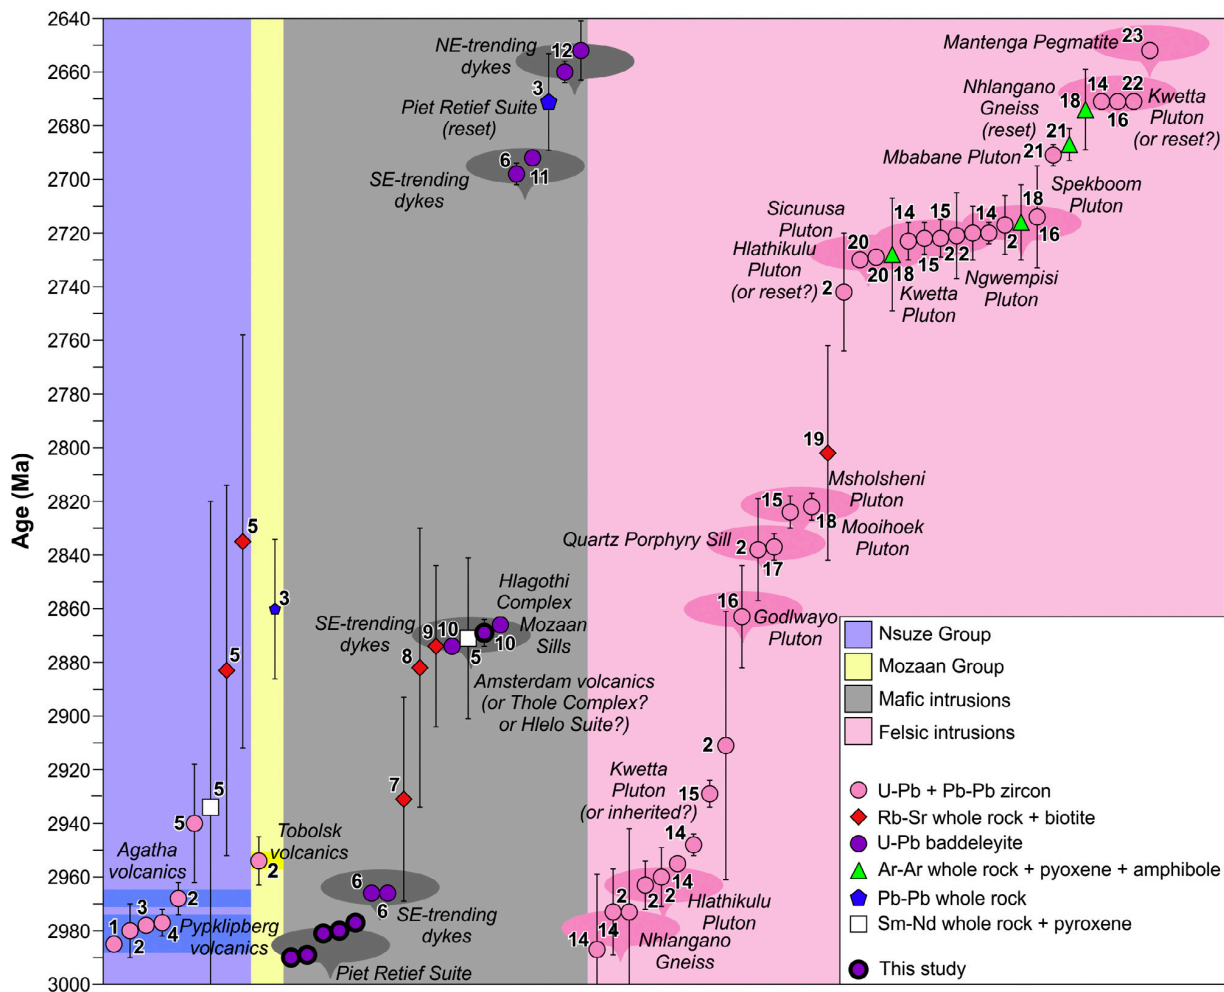 Age (Ma)
2640
2660
2680
2700
2720
2740
2760
2780
2800
2820
2840
2860
2880
2900
2920
2940
2960
2980
3000
Agatha
volcanics
Pypklipberg
volcanics
1
2
3
4
2
5
5
5
5
Tobolsk
volcanics
2
3
NE-trending
dykes
12
3
Piet Retief Suite
(reset)
6
11
SE-trending
dykes
Hlagothi
Complex
Mozaan
Sills
SE-trending
dykes
7
8
9
10
5
10
Amsterdam volcanics
(or Thole Complex?
or Hlelo Suite?)
6
6
SE-trending
dykes
Piet Retief Suite
Mantenga Pegmatite
23
Nhlangano
Gneiss
(reset)
18
14
16
22
Kwetta
Pluton
(or reset?)
21
21
Mbabane Pluton
Spekboom
Pluton
18
16
Sicunusa
Pluton
Hlathikulu
Pluton
(or reset?)
2
20
20
18
14
15
15
2
2
14
2
Kwetta
Pluton
Ngwempisi
Pluton
19
Msholsheni
Pluton
15
18
Mooihoek
Pluton
Quartz Porphyry Sill
2
17
16
Godlwayo
Pluton
2
Kwetta
Pluton
(or inherited?)
15
14
14
2
2
2
14
14
Hlathikulu
Pluton
Nhlangano
Gneiss
Nsuze Group
Mozaan Group
Mafic intrusions
Felsic intrusions
U-Pb + Pb-Pb zircon
Rb-Sr whole rock + biotite
U-Pb baddeleyite
Ar-Ar whole rock + pyoxene + amphibole
Pb-Pb whole rock
Sm-Nd whole rock + pyroxene
This study